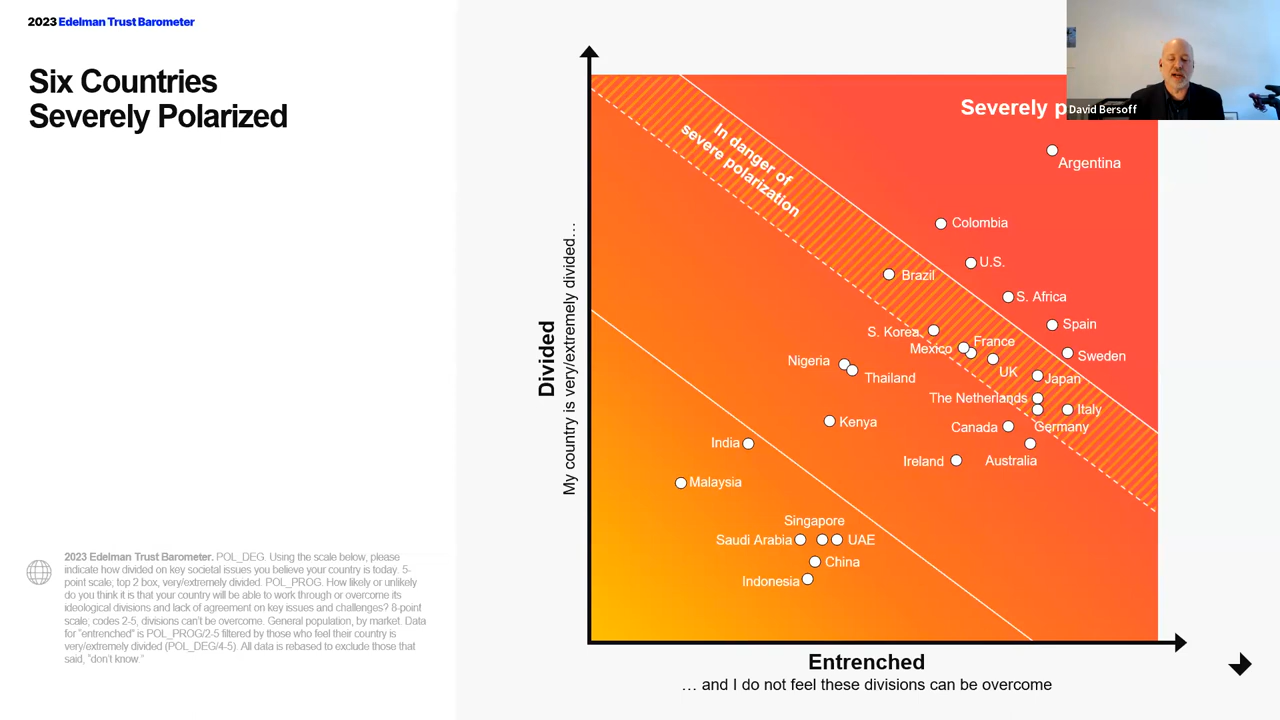 2023 Edelman Trust Barometer
Six Countries
Severely Polarized
2023 Edelman Trust Barometer. POL_DEG. Using the scale below, please
indicate how divided on key societal issues you believe your country is today. 5-
point scale; top 2 box, very/extremely divided. POL_PROG. How likely or unlikely
do you think it is that your country will be able to work through or overcome its
ideological divisions and lack of agreement on key issues and challenges? 8-point
scale; codes 2-5, divisions can't be overcome. General population, by market. Data
for "entrenched" is POL_PROG/2-5 filtered by those who feel their country is
very/extremely divided (POL_DEG/4-5). All data is rebased to exclude those that
said, "don't know."
Divided
My country is very/extremely divided…
In danger of
severe polarization
Severely
David Bersoff
Argentina
Colombia
U.S.
Brazil
S. Africa
Spain
S. Korea
France
Mexico
Sweden
Nigeria
UK
Thailand
Japan
The Netherlands
Italy
Kenya
Canada
Germany
India
Ireland
Australia
Malaysia
Singapore
Saudi Arabia
UAE
China
Indonesia
Entrenched
… and I do not feel these divisions can be overcome